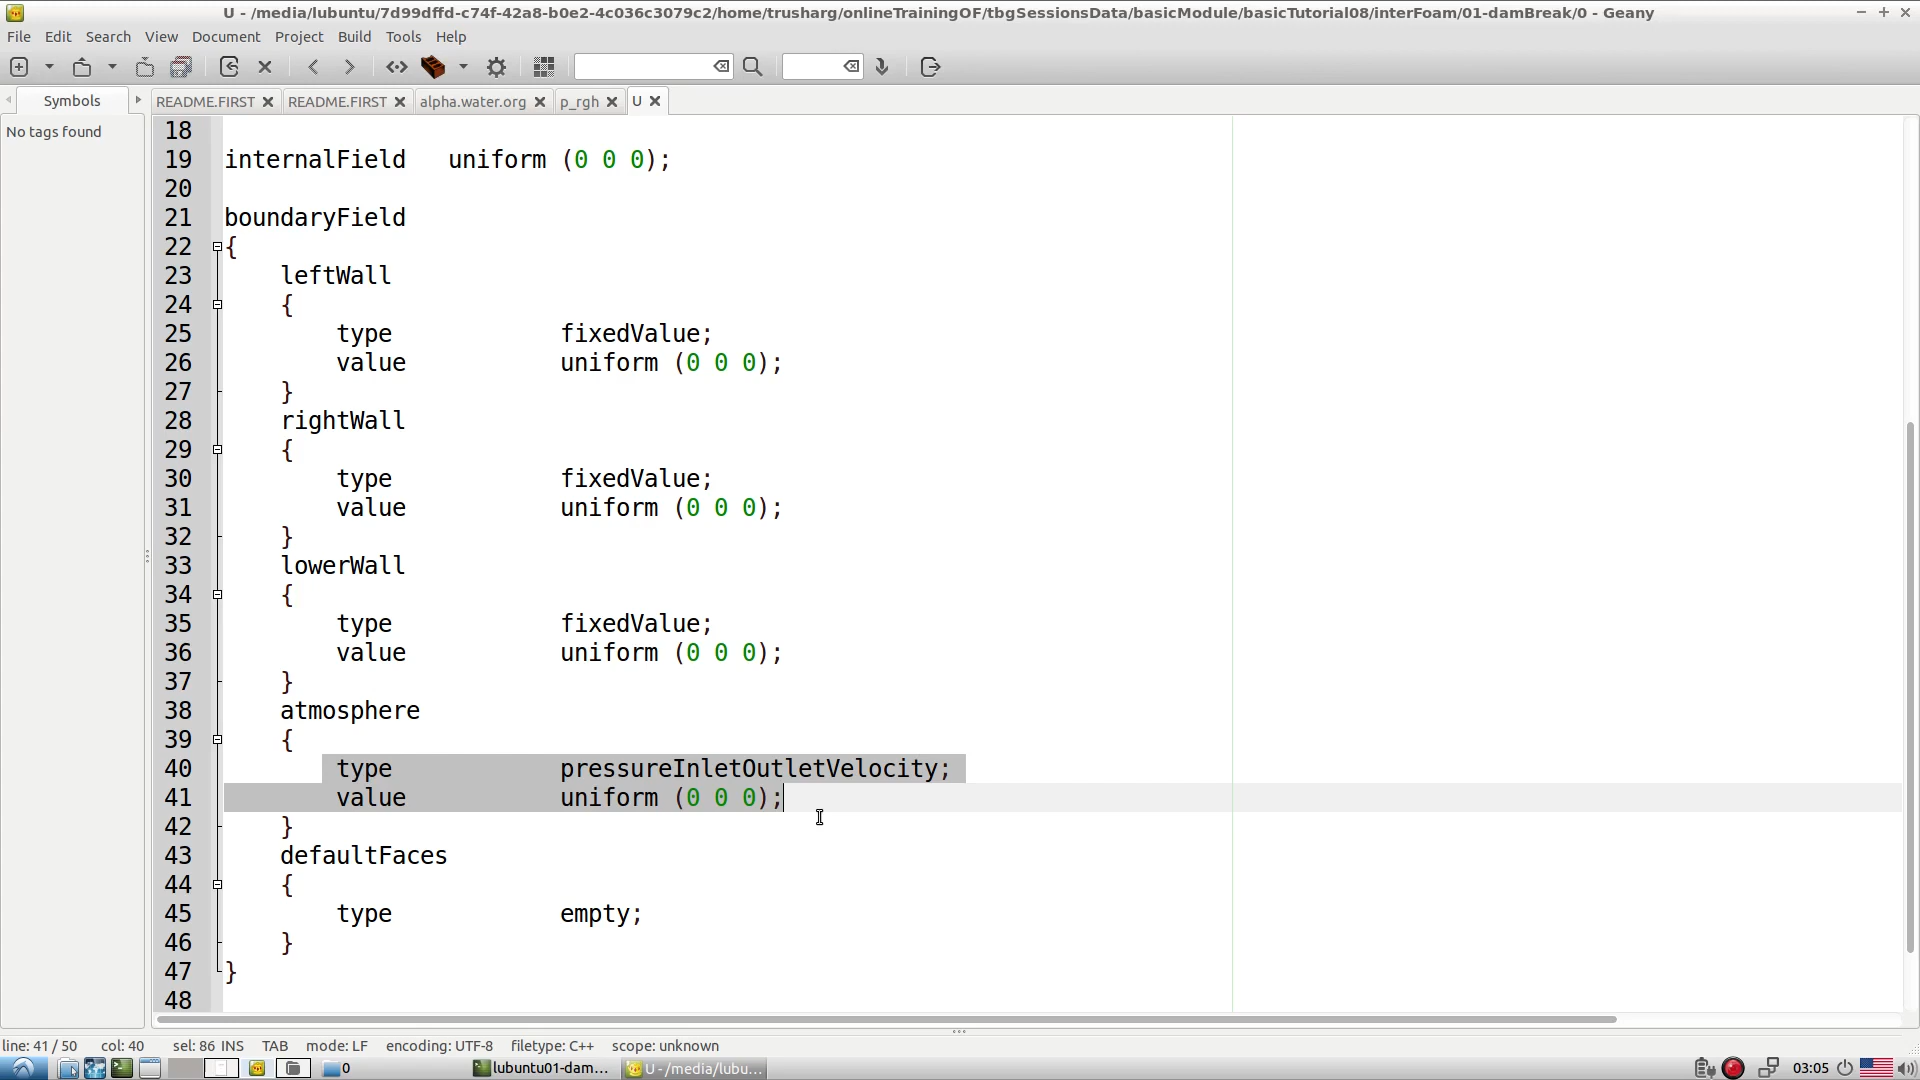 U - /media/lubuntu/7d99dffd-c74f-42a8-b0e2-4c036c3079c2/home/trusharg/onlineTrainingOF/tbgSessionsData/basicModule/basicTutorial08/interFoam/01-damBreak/0 - Geany
File Edit Search View Document Project Build Tools Help
Symbols README.FIRST README.FIRST alpha.water.org p_rgh U
No tags found
18
19 internalField uniform (0 0 0);
20
21 boundaryField
22 {
23 leftWall
24 {
25 type fixedValue;
26 value uniform (0 0 0);
27 }
28 rightWall
29 {
30 type fixedValue;
31 value uniform (0 0 0);
32 }
33 lowerWall
34 {
35 type fixedValue;
36 value uniform (0 0 0);
37 }
38 atmosphere
39 {
40 type pressureInletOutletVelocity;
41 value uniform (0 0 0);
42 }
43 defaultFaces
44 {
45 type empty;
46 }
47 }
48
line: 41 / 50 col: 40 sel: 86 INS TAB mode: LF encoding: UTF-8 filetype: C++ scope: unknown
0 lubuntu01-dam... U - /media/lubu... 03:05